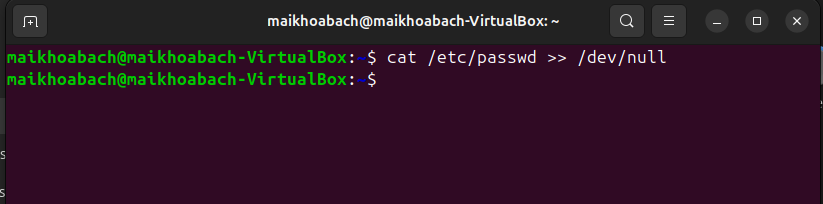 maikhoabach@maikhoabach-VirtualBox: ~
maikhoabach@maikhoabach-VirtualBox:~$ cat /etc/passwd >> /dev/null
maikhoabach@maikhoabach-VirtualBox:~$